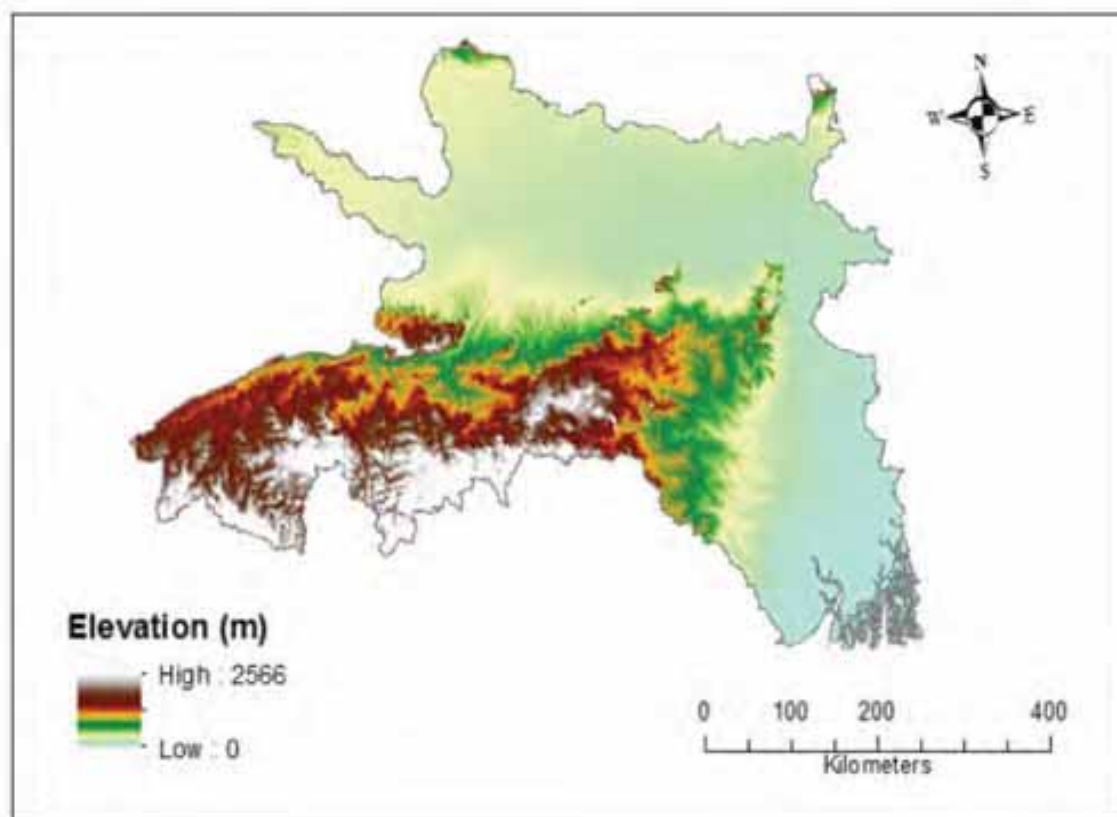 N
W E
S
Elevation (m)
High : 2566
Low : 0
0 100 200 400
Kilometers